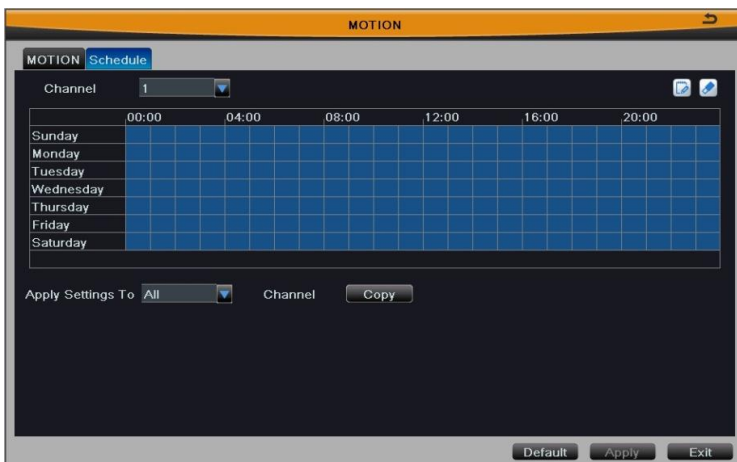 MOTION
MOTION Schedule
Channel 1
00:00 04:00 08:00 12:00 16:00 20:00
Sunday
Monday
Tuesday
Wednesday
Thursday
Friday
Saturday
Apply Settings To All Channel Copy
Default Apply Exit